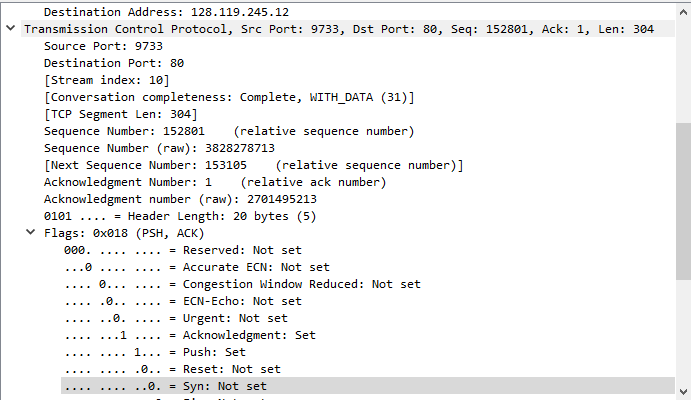 Destination Address: 128.119.245.12
Transmission Control Protocol, Src Port: 9733, Dst Port: 80, Seq: 152801, Ack: 1, Len: 304
Source Port: 9733
Destination Port: 80
[Stream index: 10]
[Conversation completeness: Complete, WITH_DATA (31)]
[TCP Segment Len: 304]
Sequence Number: 152801    (relative sequence number)
Sequence Number (raw): 3828278713
[Next Sequence Number: 153105    (relative sequence number)]
Acknowledgment Number: 1    (relative ack number)
Acknowledgment number (raw): 2701495213
0101 .... = Header Length: 20 bytes (5)
Flags: 0x018 (PSH, ACK)
000. .... .... = Reserved: Not set
...0 .... .... = Accurate ECN: Not set
.... 0... .... = Congestion Window Reduced: Not set
.... .0.. .... = ECN-Echo: Not set
.... ..0. .... = Urgent: Not set
.... ...1 .... = Acknowledgment: Set
.... .... 1... = Push: Set
.... .... .0.. = Reset: Not set
.... .... ..0. = Syn: Not set